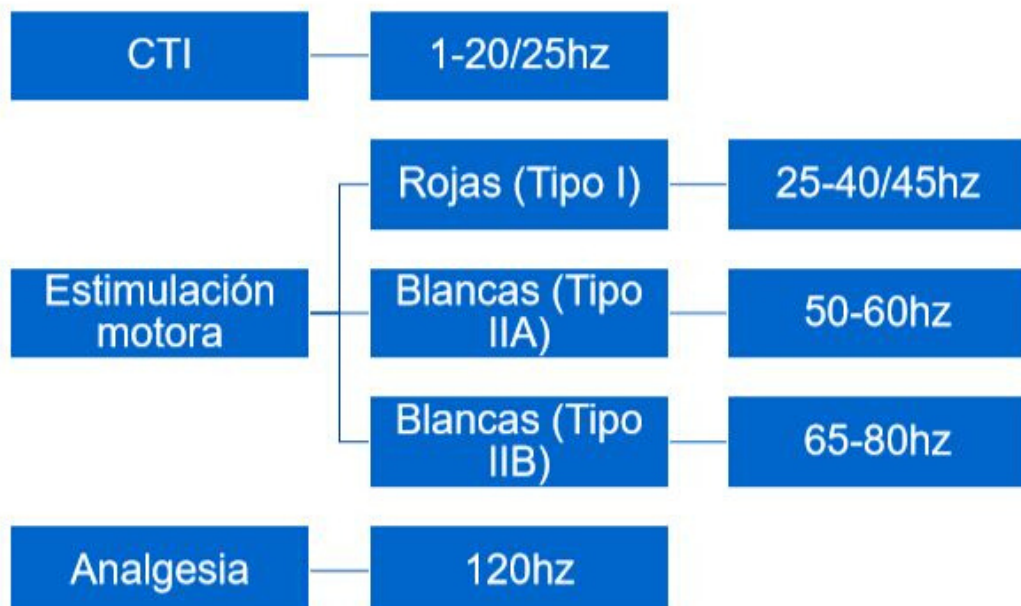 CTI
1-20/25hz
Rojas (Tipo I)
25-40/45hz
Estimulación
motora
Blancas (Tipo
IIA)
50-60hz
Blancas (Tipo
IIB)
65-80hz
Analgesia
120hz